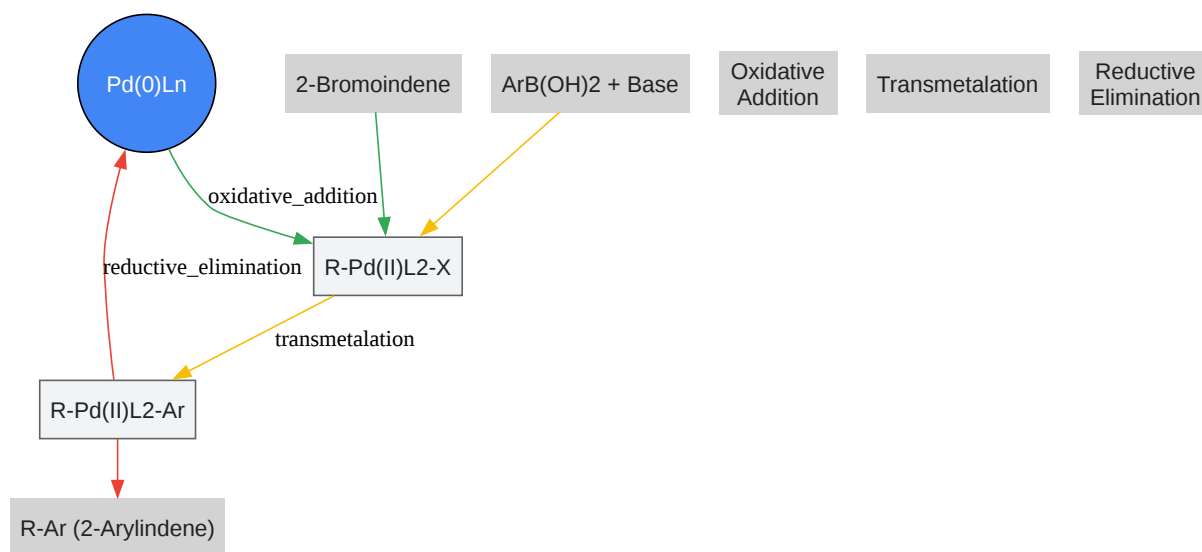 Pd(0)Ln
2-Bromoindene
ArB(OH)2 + Base
Oxidative
Addition
Transmetalation
Reductive
Elimination
oxidative_addition
reductive_elimination
R-Pd(II)L2-X
transmetalation
R-Pd(II)L2-Ar
R-Ar (2-Arylindene)